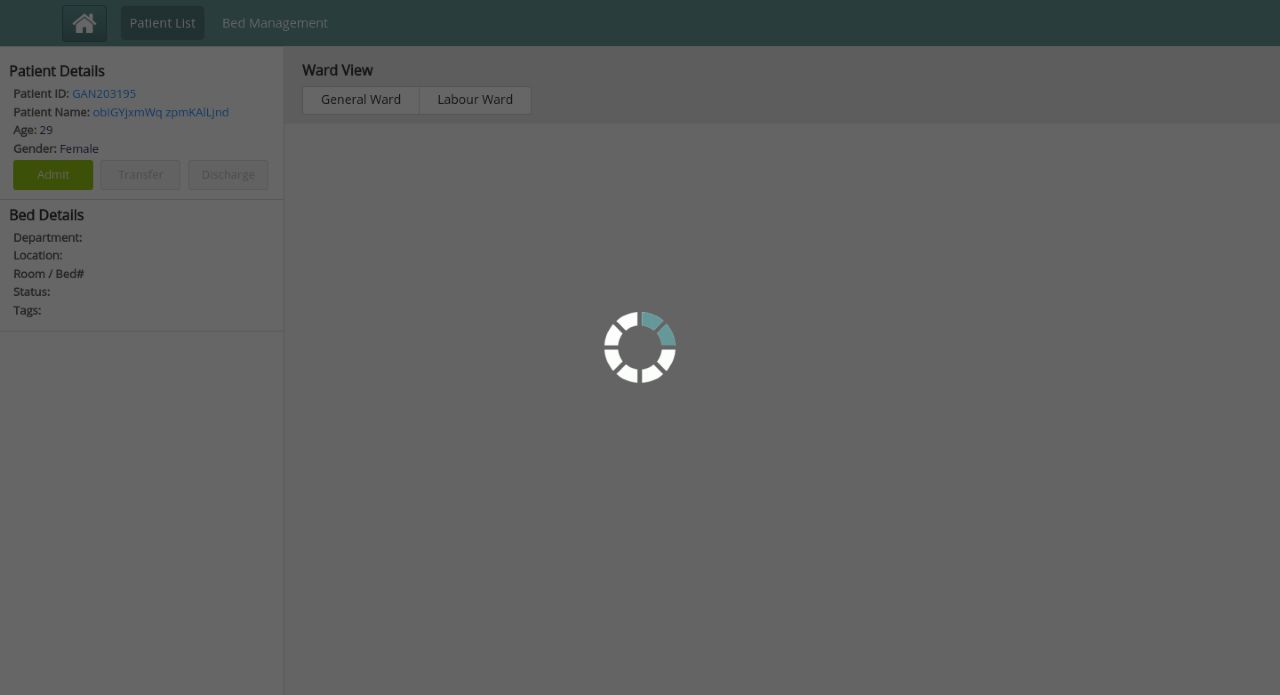 Patient List Bed Management
Patient Details
Patient ID: GAN203195
Patient Name: obiGYjxmWq zpmKAlLjnd
Age: 29
Gender: Female
Admit Transfer Discharge
Bed Details
Department:
Location:
Room / Bed#
Status:
Tags:
Ward View
General Ward Labour Ward